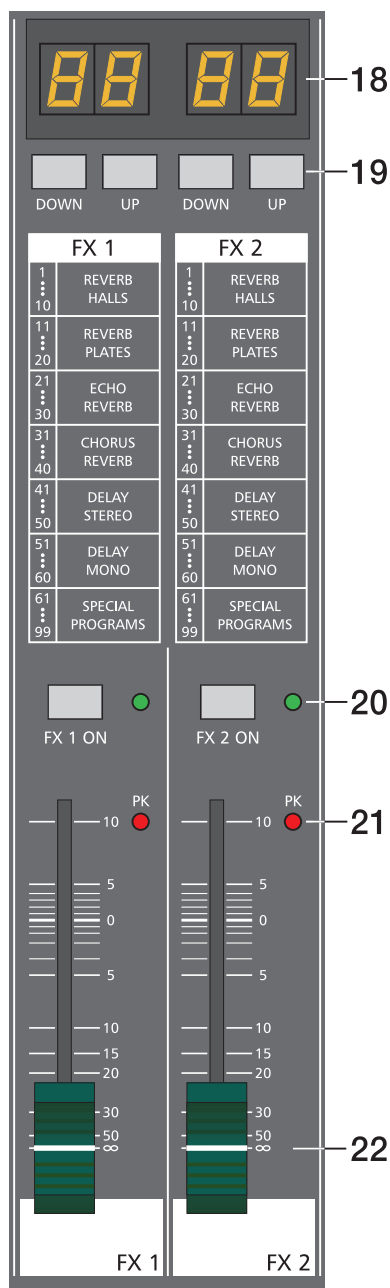 88 88
18
19
DOWN UP DOWN UP
FX 1 FX 2
1 10 REVERB HALLS
1 10 REVERB HALLS
11 20 REVERB PLATES
11 20 REVERB PLATES
21 30 ECHO REVERB
21 30 ECHO REVERB
31 40 CHORUS REVERB
31 40 CHORUS REVERB
41 50 DELAY STEREO
41 50 DELAY STEREO
51 60 DELAY MONO
51 60 DELAY MONO
61 99 SPECIAL PROGRAMS
61 99 SPECIAL PROGRAMS
20
FX 1 ON FX 2 ON
PK PK
10 10
21
5 5
0 0
5 5
10 10
15 15
20 20
30 30
50 50
∞ ∞
22
FX 1 FX 2